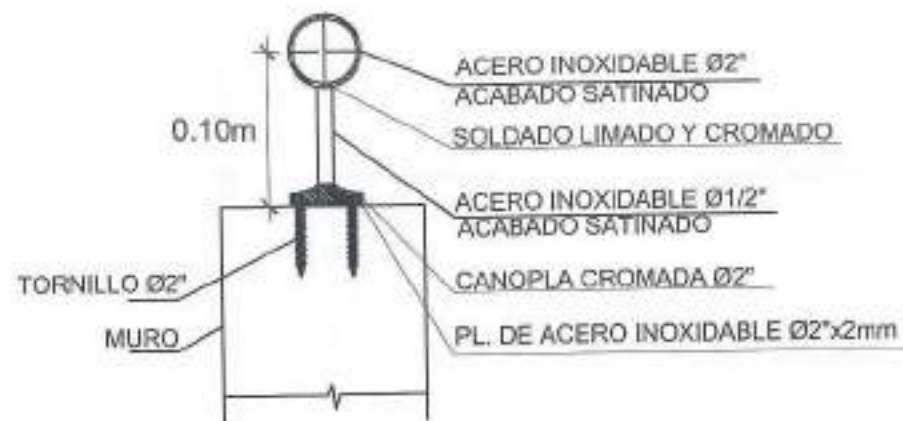 ACERO INOXIDABLE Ø2"
ACABADO SATINADO
0.10m
SOLDADO LIMADO Y CROMADO
ACERO INOXIDABLE Ø1/2"
ACABADO SATINADO
TORNILLO Ø2"
CANOPLA CROMADA Ø2"
MURO
PL. DE ACERO INOXIDABLE Ø2"x2mm